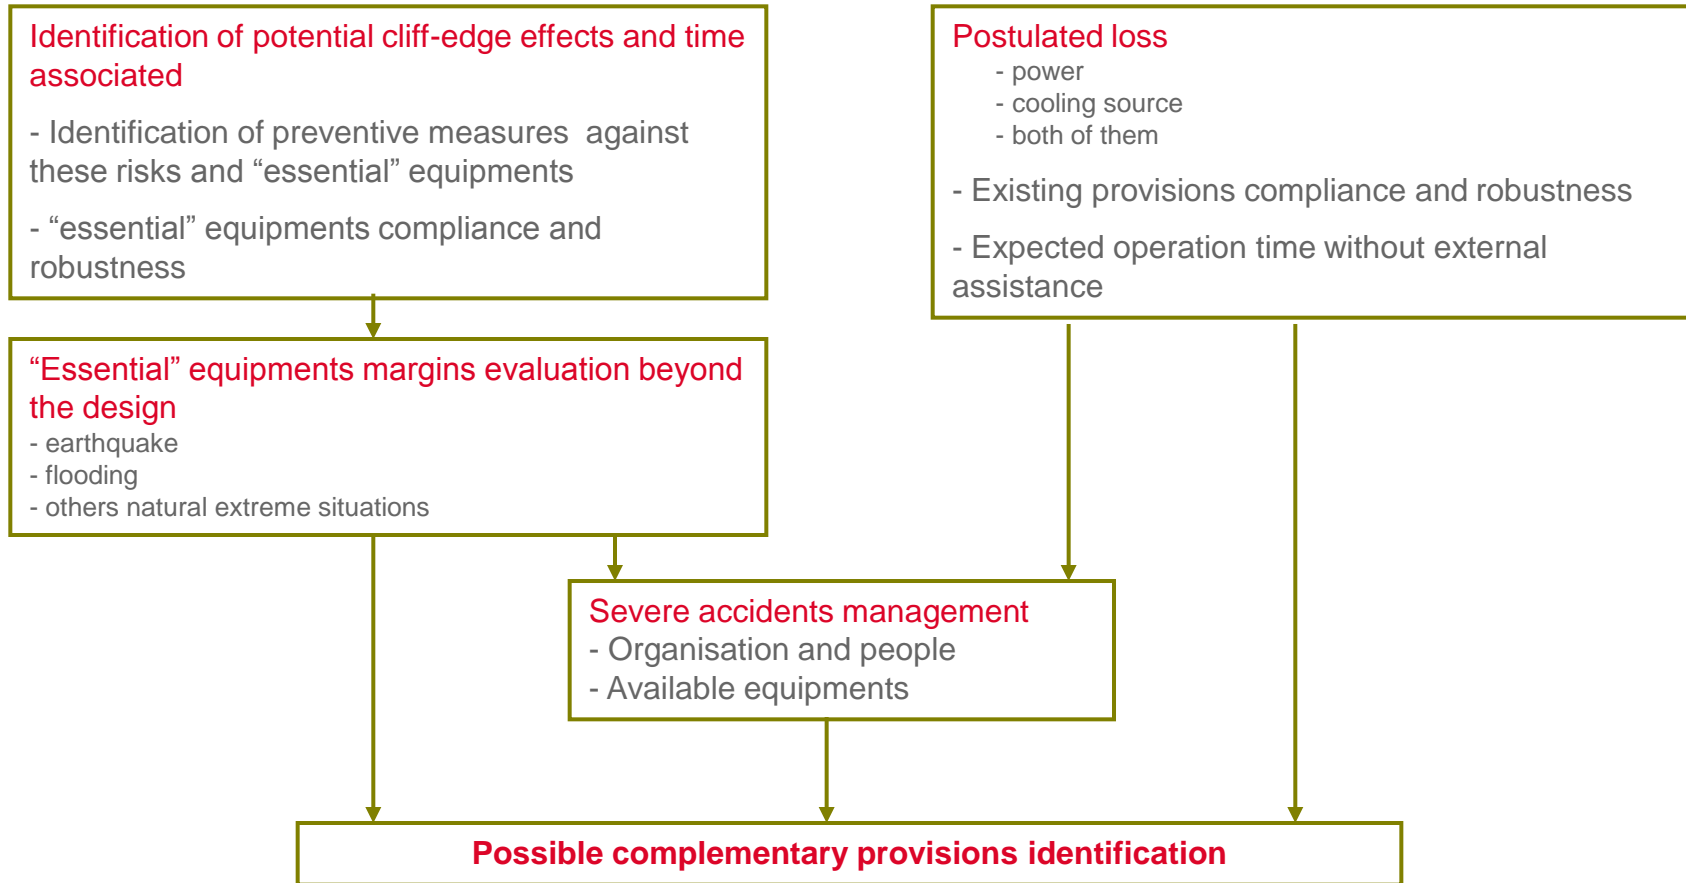 Identification of potential cliff-edge effects and time
associated
- Identification of preventive measures  against
these risks and “essential” equipments
- “essential” equipments compliance and
robustness
Postulated loss
- power
- cooling source
- both of them
- Existing provisions compliance and robustness
- Expected operation time without external
assistance
“Essential” equipments margins evaluation beyond
the design
- earthquake
- flooding
- others natural extreme situations
Severe accidents management
- Organisation and people
- Available equipments
Possible complementary provisions identification